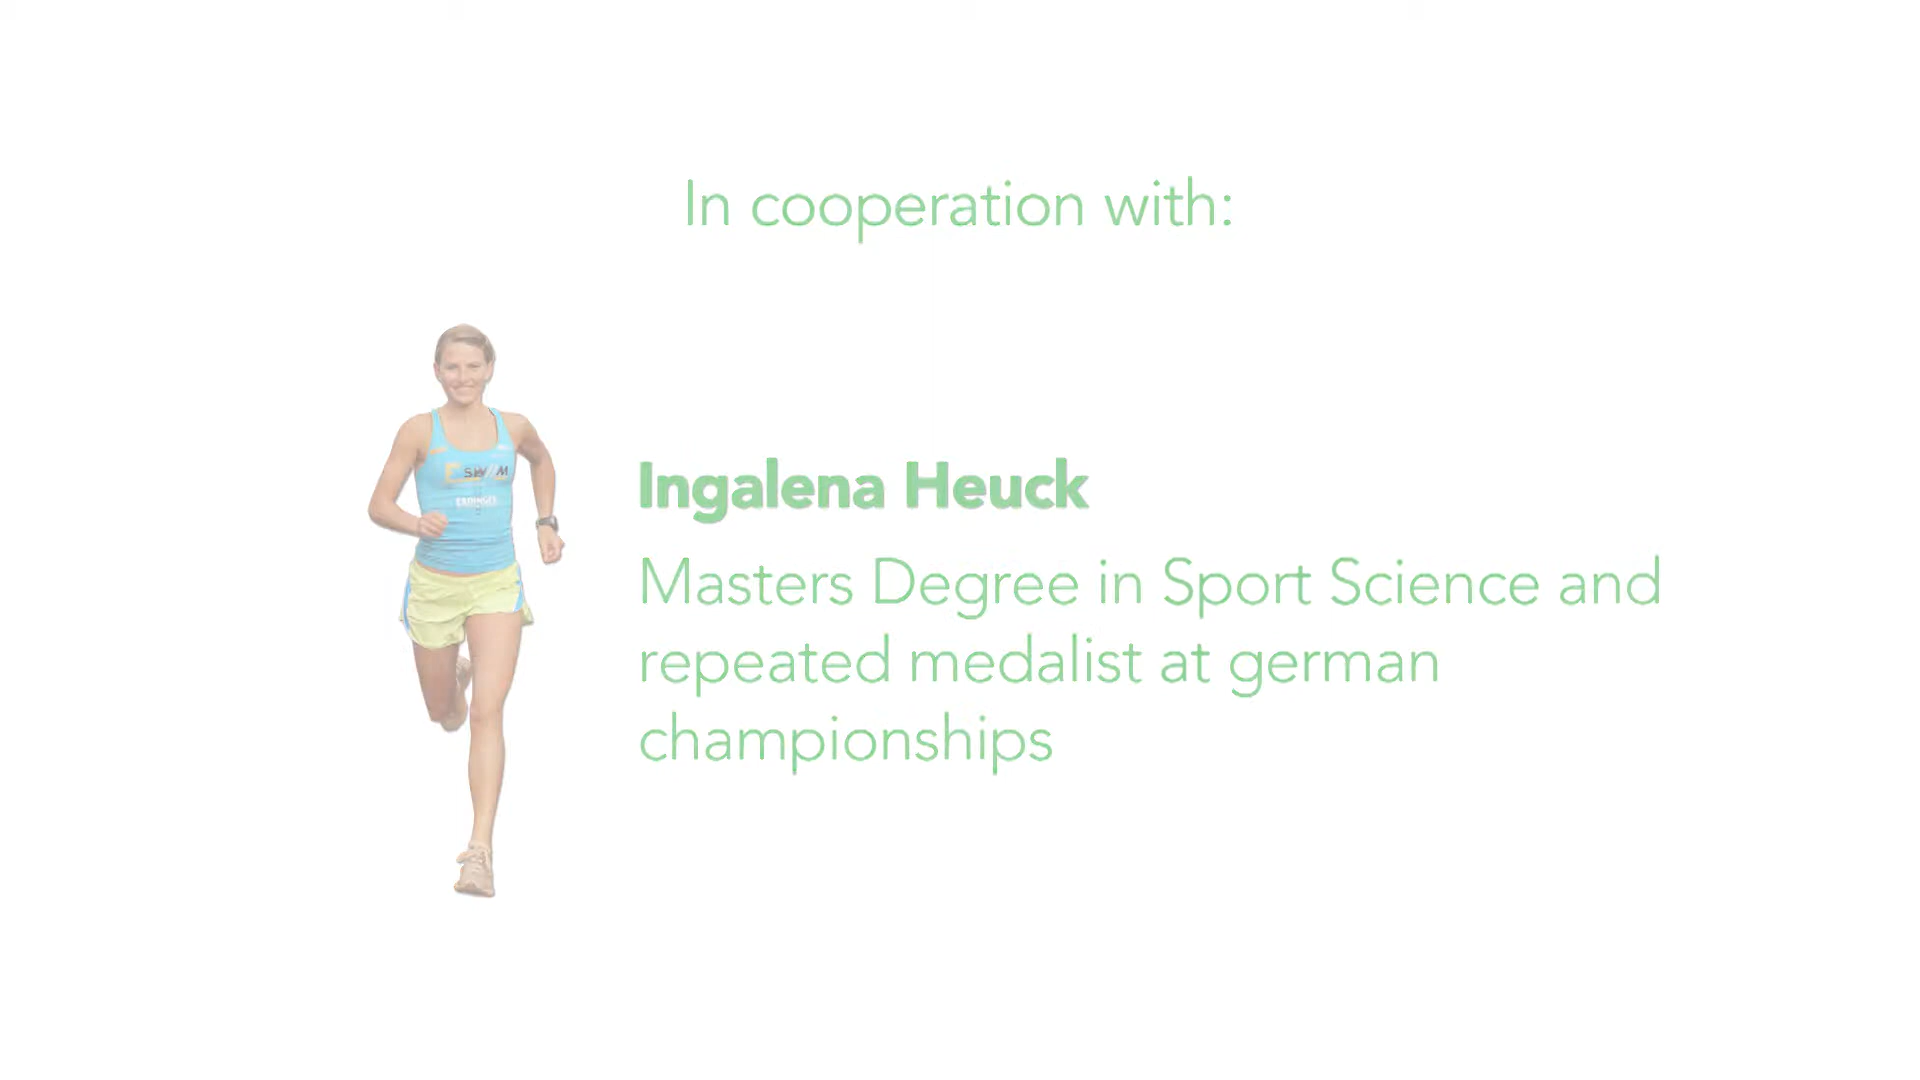 In cooperation with:
Ingalena Heuck
Masters Degree in Sport Science and
repeated medalist at german
championships